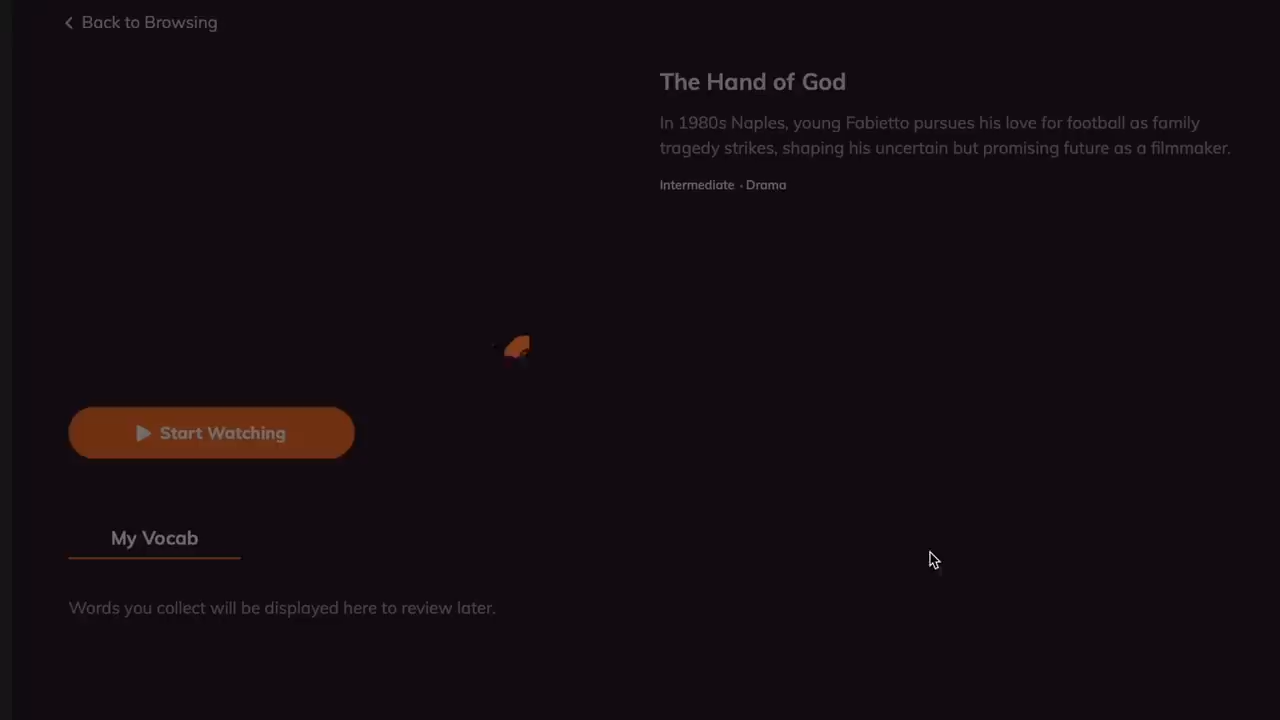 Back to Browsing
The Hand of God
In 1980s Naples, young Fabietto pursues his love for football as family
tragedy strikes, shaping his uncertain but promising future as a filmmaker.
Intermediate · Drama
Start Watching
My Vocab
Words you collect will be displayed here to review later.